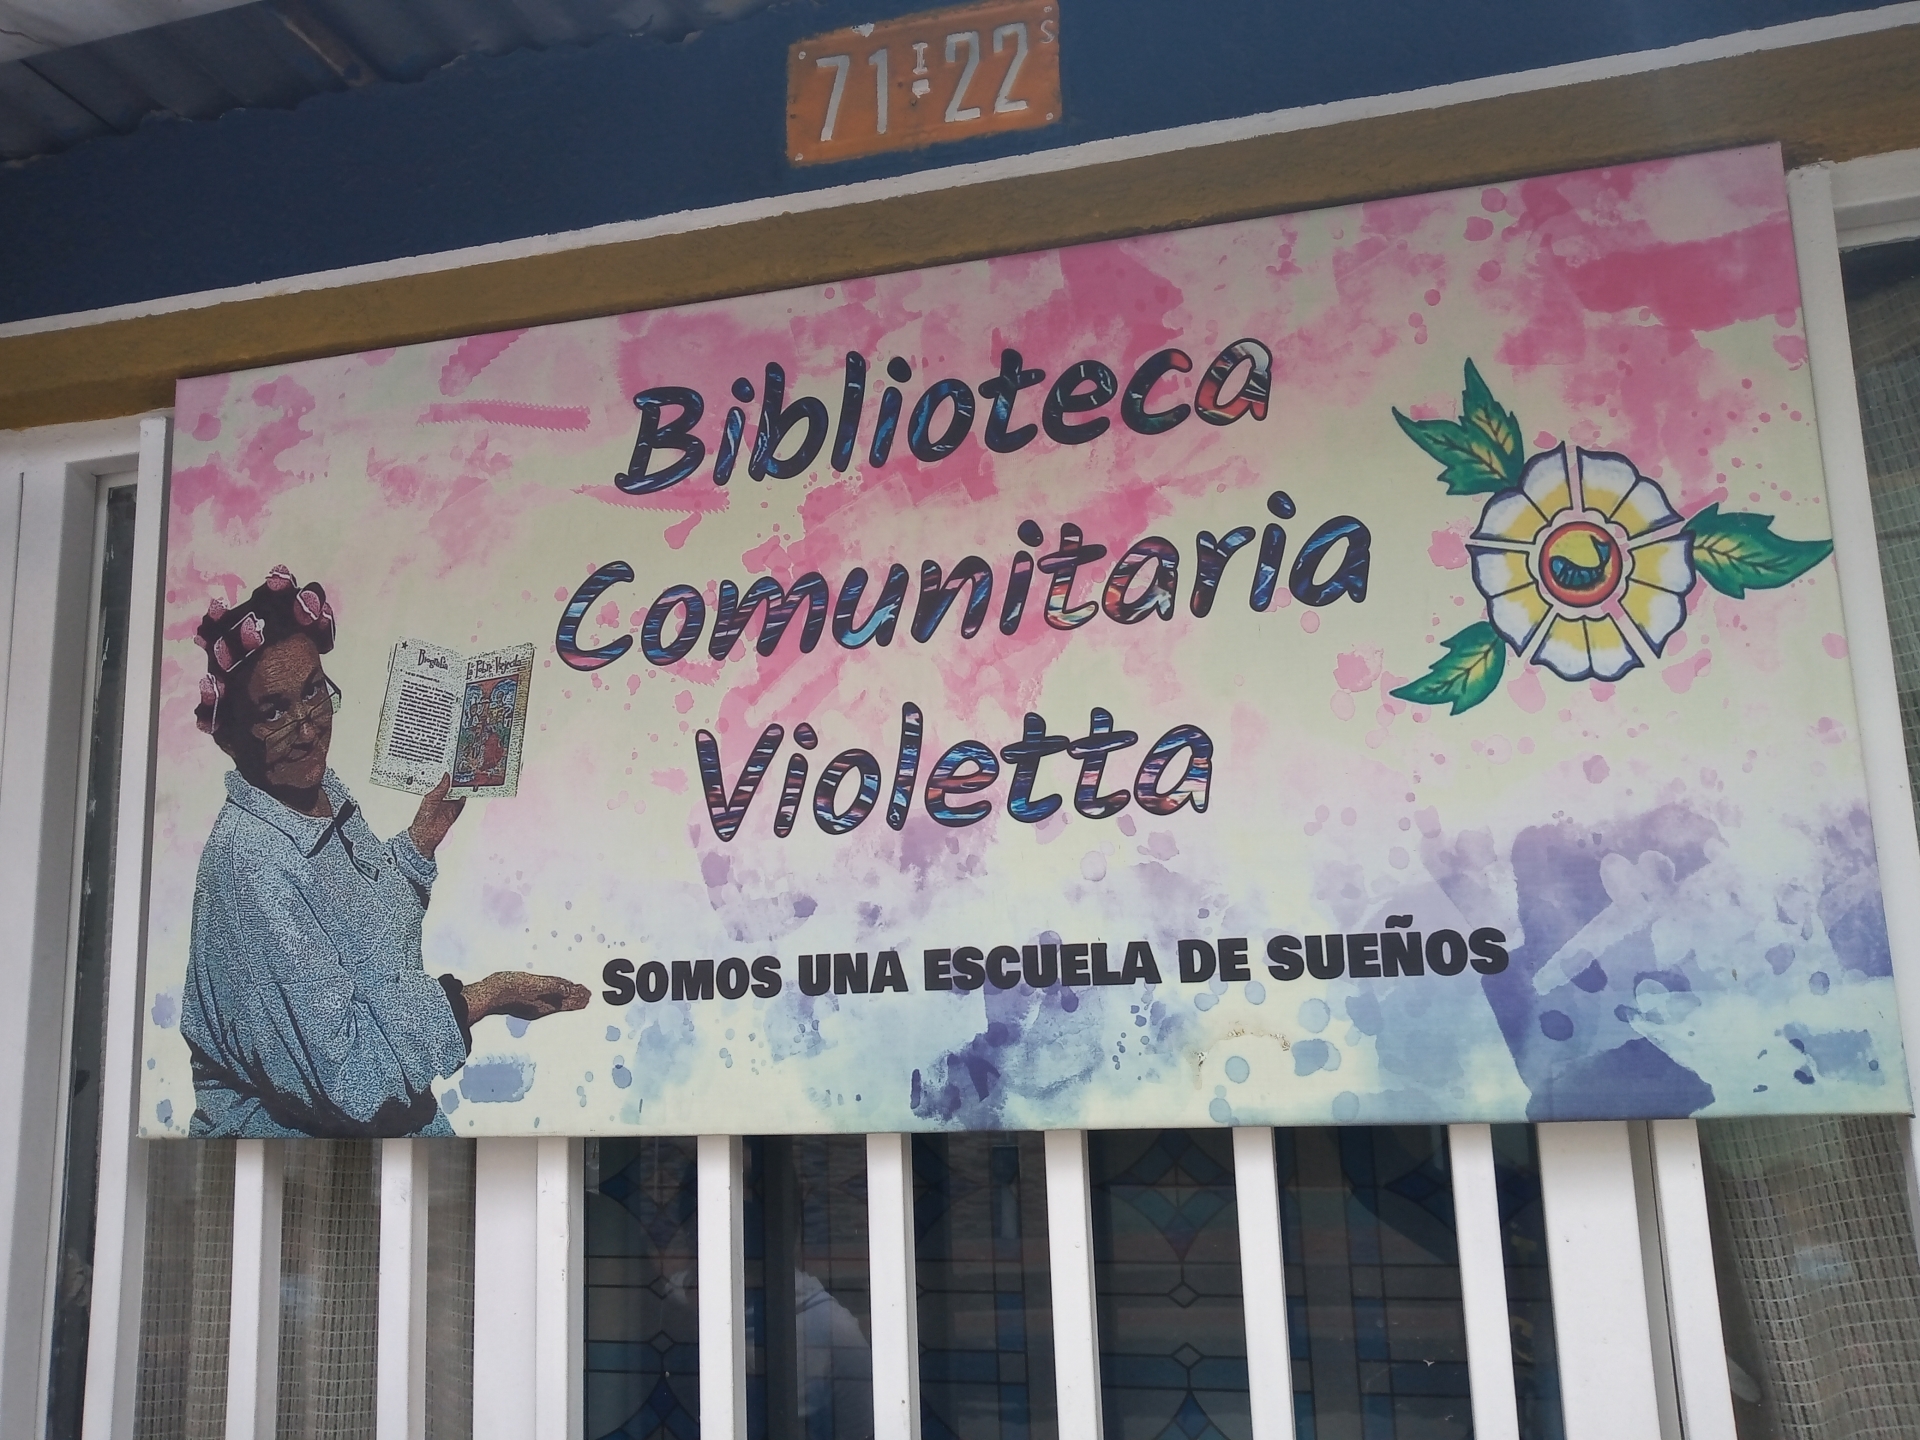 71 I 22 S
Biblioteca
Comunitaria
Violetta
SOMOS UNA ESCUELA DE SUEÑOS